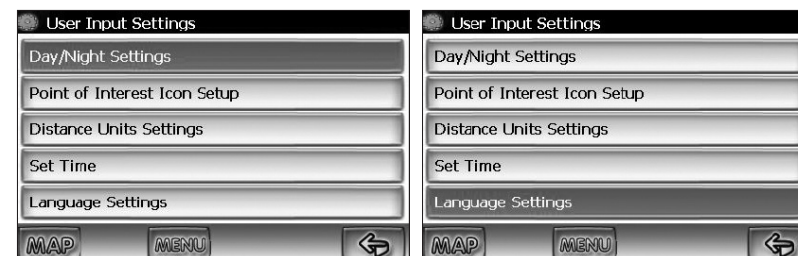 User Input Settings
Day/Night Settings
Point of Interest Icon Setup
Distance Units Settings
Set Time
Language Settings
MAP MENU
User Input Settings
Day/Night Settings
Point of Interest Icon Setup
Distance Units Settings
Set Time
Language Settings
MAP MENU